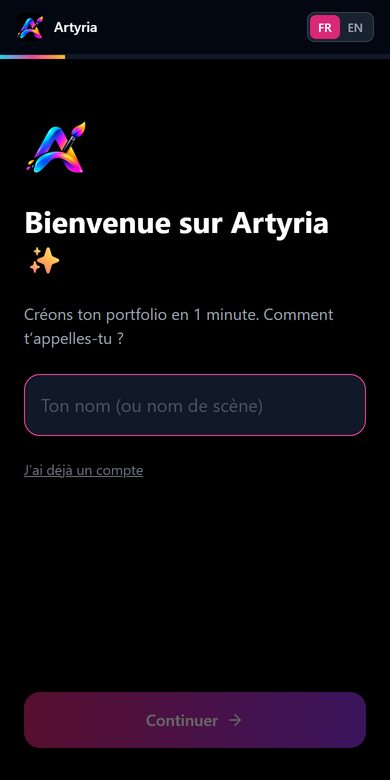 Artyria
FR
EN
Bienvenue sur Artyria
✨
Créons ton portfolio en 1 minute. Comment
t’appelles-tu ?
Ton nom (ou nom de scène)
J’ai déjà un compte
Continuer →